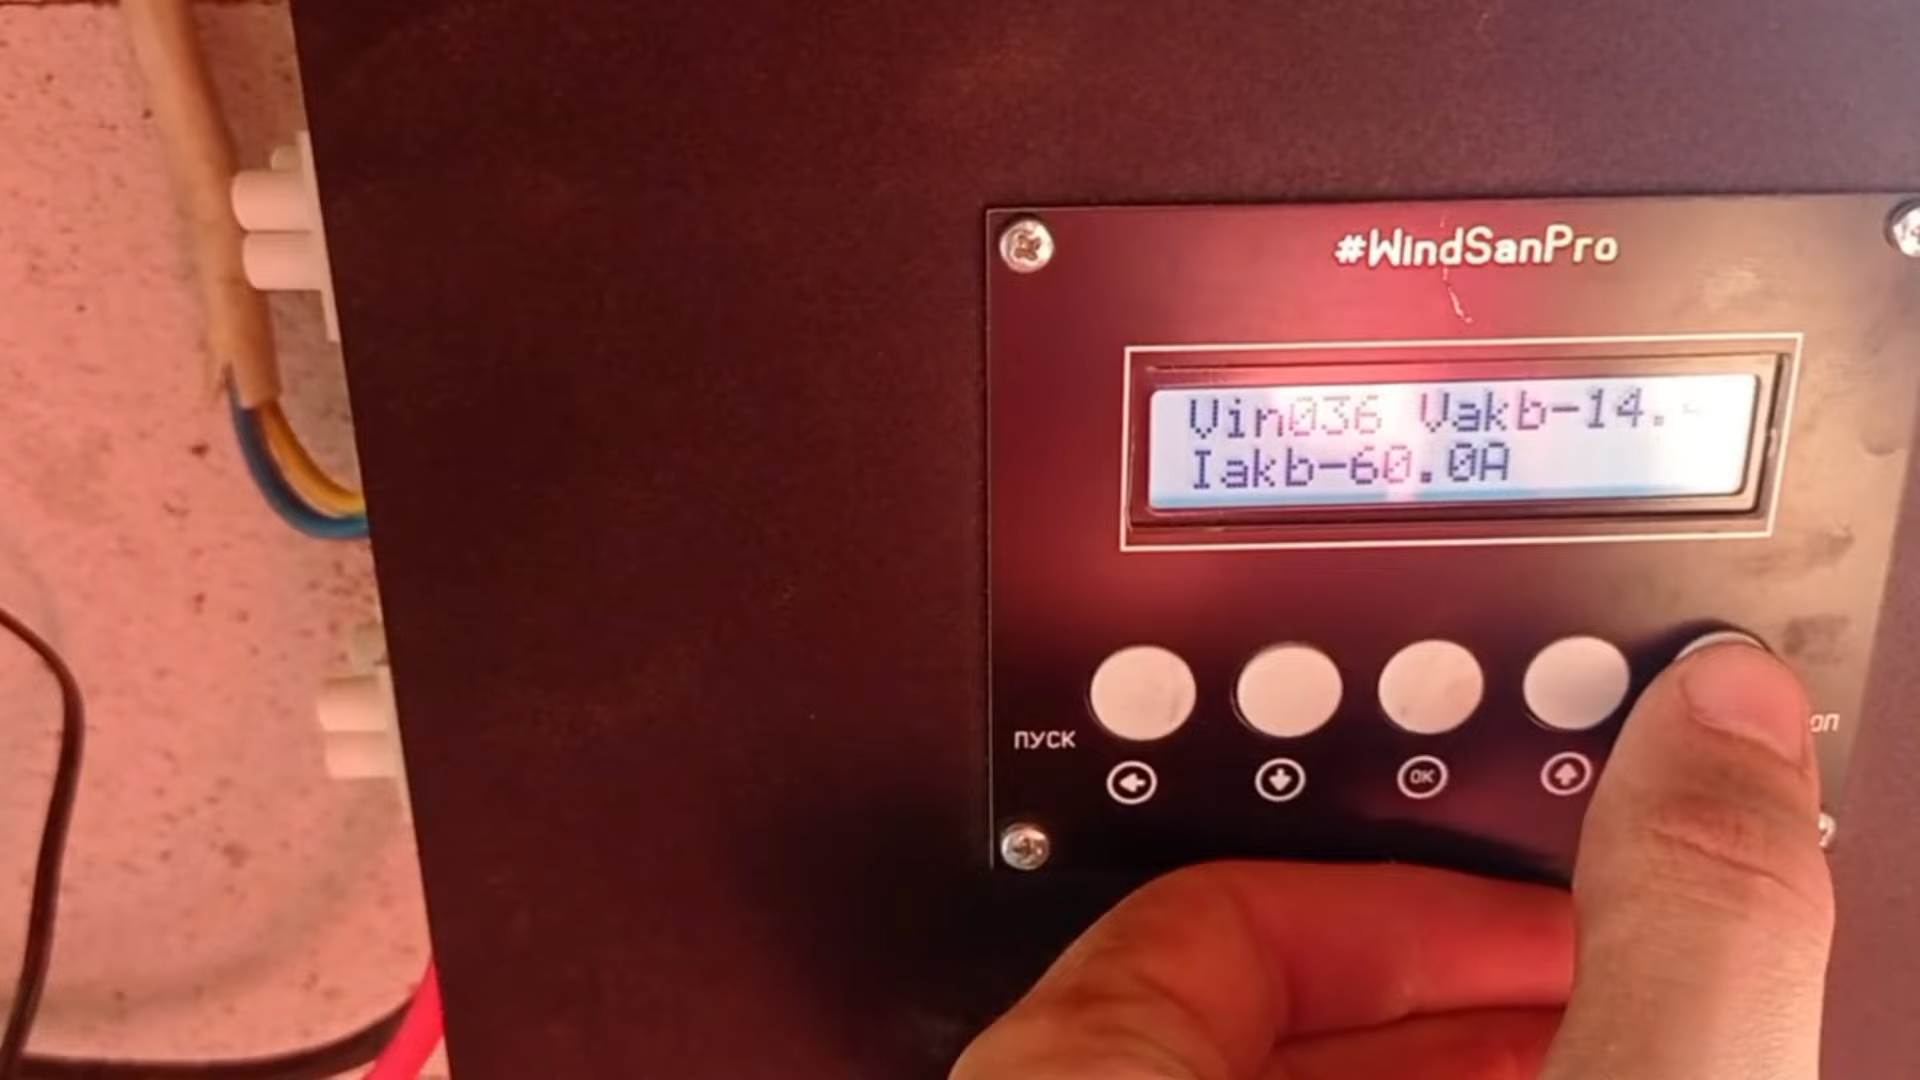 #WindSanPro
Vin036 Vakb-14.
Iakb-60.0A
ПУСК
OK